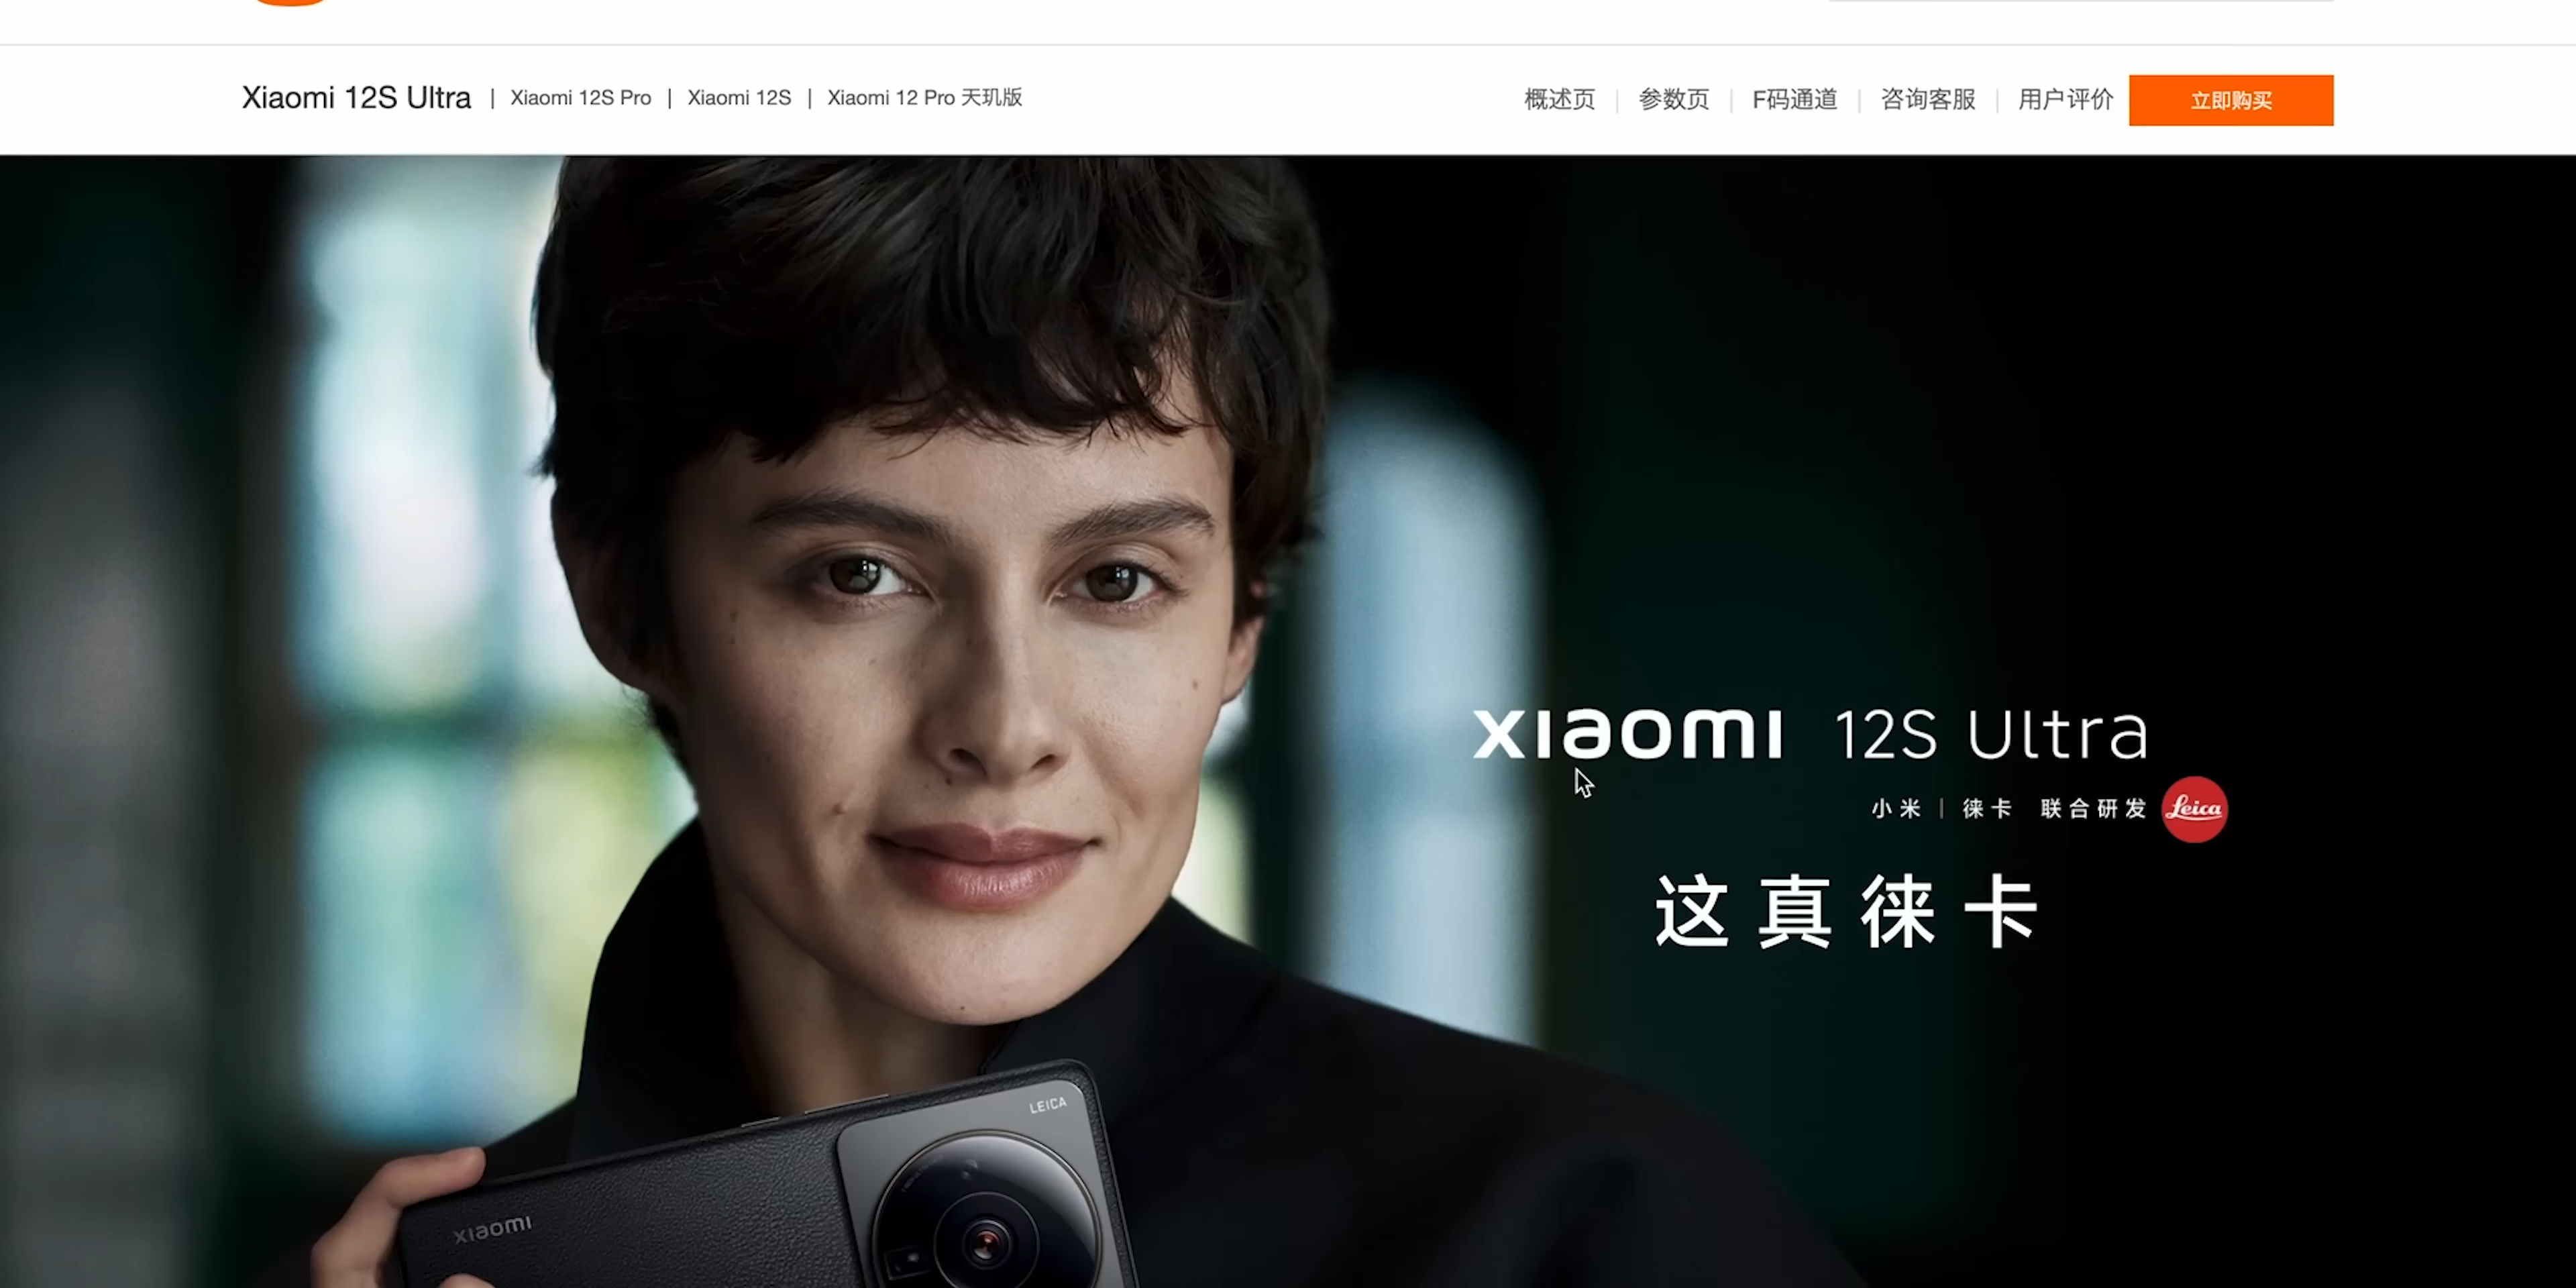 Xiaomi 12S Ultra | Xiaomi 12S Pro | Xiaomi 12S | Xiaomi 12 Pro 天玑版
概述页 | 参数页 | F码通道 | 咨询客服 | 用户评价 立即购买
xiaomi 12S Ultra
小米 | 徕卡 联合研发 Leica
这真徕卡
LEICA
xiaomi